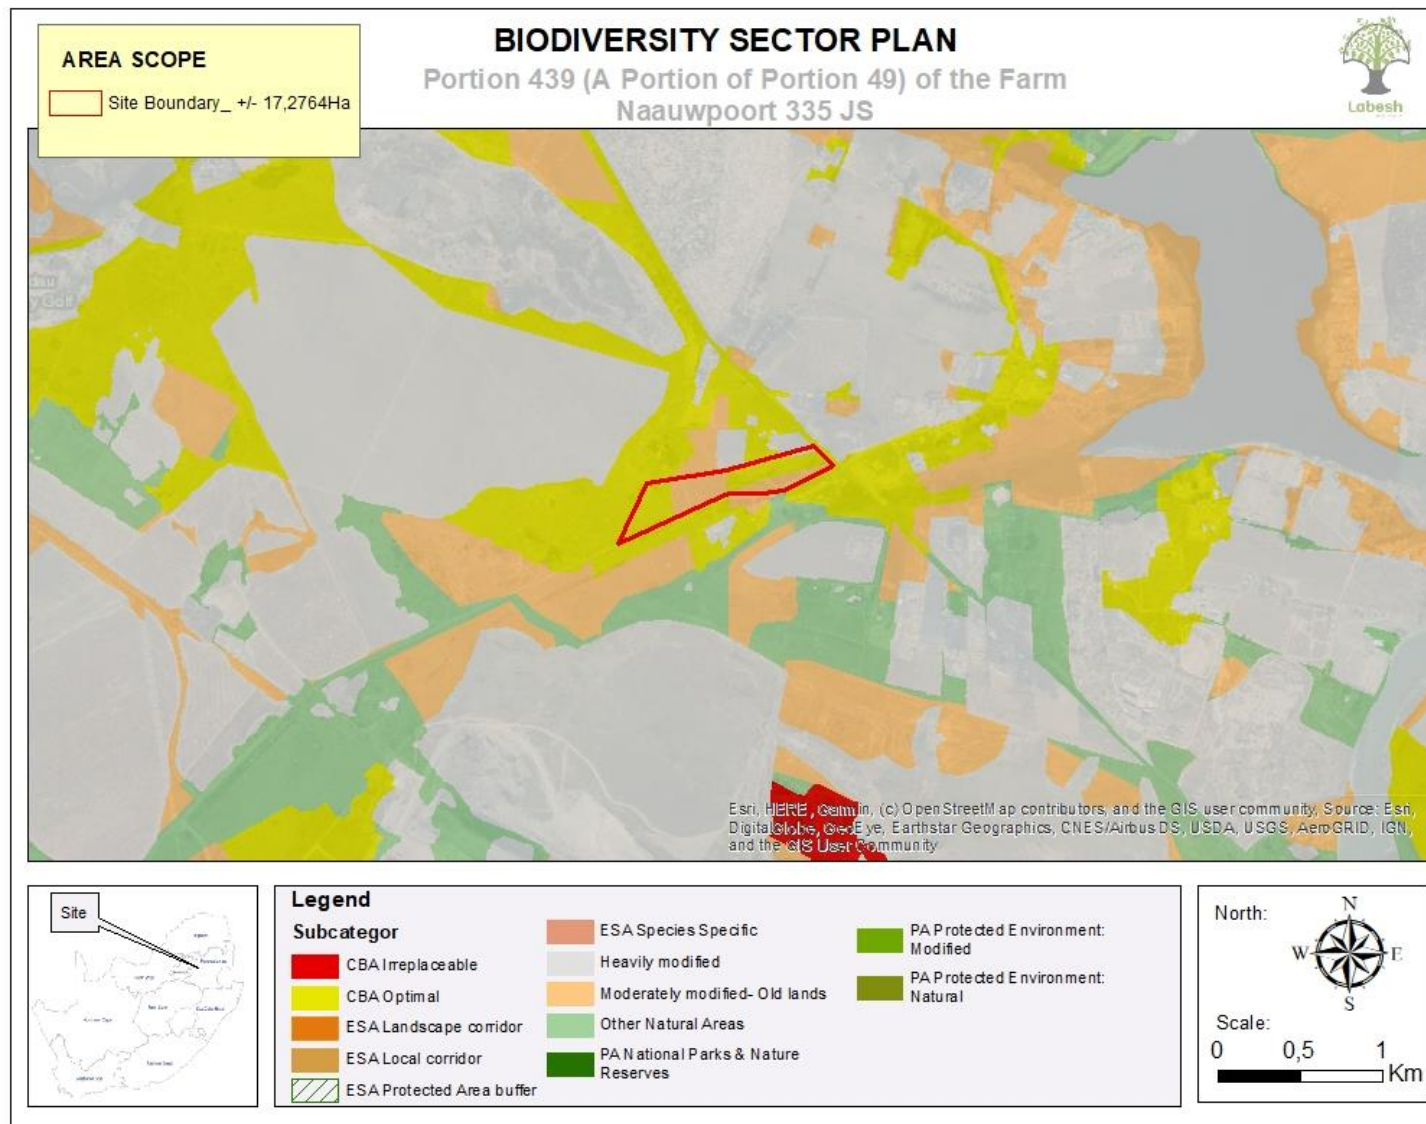 BIODIVERSITY SECTOR PLAN
Portion 439 (A Portion of Portion 49) of the Farm
Naauwpoort 335 JS
AREA SCOPE
Site Boundary_ +/- 17,2764Ha
Labesh
Esri, HERE, Garmin, (c) OpenStreetMap contributors, and the GIS user community, Source: Esri,
DigitalGlobe, GeoEye, Earthstar Geographics, CNES/Airbus DS, USDA, USGS, AeroGRID, IGN,
and the GIS User Community
Site
Legend
Subcategor
CBA Irreplaceable
CBA Optimal
ESA Landscape corridor
ESA Local corridor
ESA Protected Area buffer
ESA Species Specific
Heavily modified
Moderately modified- Old lands
Other Natural Areas
PA National Parks & Nature
Reserves
PA Protected Environment:
Modified
PA Protected Environment:
Natural
North:
N
W
E
S
Scale:
0 0,5 1
Km